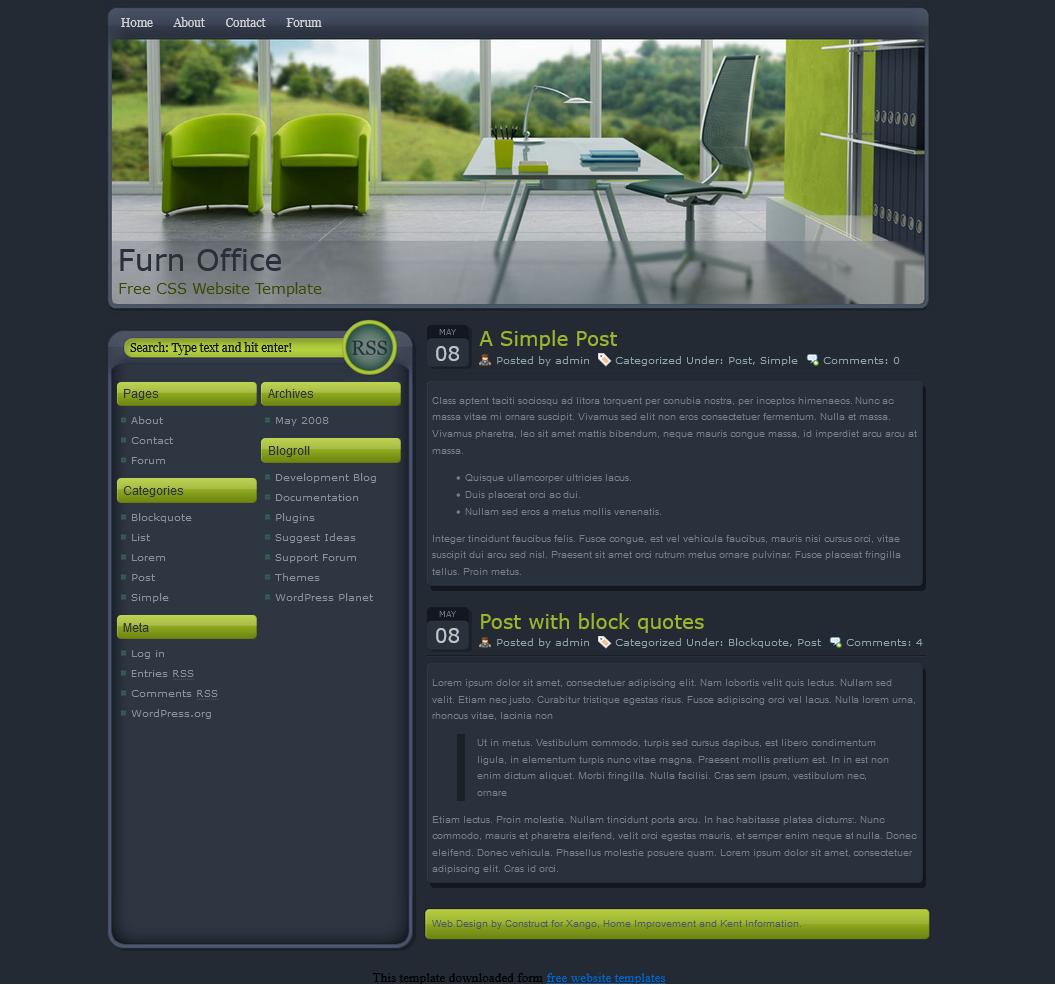 Home About Contact Forum
Furn Office
Free CSS Website Template
Search: Type text and hit enter!
RSS
Pages
About
Contact
Forum
Categories
Blockquote
List
Lorem
Post
Simple
Meta
Log in
Entries RSS
Comments RSS
WordPress.org
Archives
May 2008
Blogroll
Development Blog
Documentation
Plugins
Suggest Ideas
Support Forum
Themes
WordPress Planet
MAY
08
A Simple Post
Posted by admin Categorized Under: Post, Simple Comments: 0
Class aptent taciti sociosqu ad litora torquent per conubia nostra, per inceptos himenaeos. Nunc ac
massa vitae mi ornare suscipit. Vivamus sed elit non eros consectetuer fermentum. Nulla et massa.
Vivamus pharetra, leo sit amet mattis bibendum, neque mauris congue massa, id imperdiet arcu arcu at
massa.
• Quisque ullamcorper ultricies lacus.
• Duis placerat orci ac dui.
• Nullam sed eros a metus mollis venenatis.
Integer tincidunt faucibus felis. Fusce congue, est vel vehicula faucibus, mauris nisi cursus orci, vitae
suscipit dui arcu sed nisl. Praesent sit amet orci rutrum metus ornare pulvinar. Fusce placerat fringilla
tellus. Proin metus.
MAY
08
Post with block quotes
Posted by admin Categorized Under: Blockquote, Post Comments: 4
Lorem ipsum dolor sit amet, consectetuer adipiscing elit. Nam lobortis velit quis lectus. Nullam sed
velit. Etiam nec justo. Curabitur tristique egestas risus. Fusce adipiscing orci vel lacus. Nulla lorem urna,
rhoncus vitae, lacinia non
Ut in metus. Vestibulum commodo, turpis sed cursus dapibus, est libero condimentum
ligula, in elementum turpis nunc vitae magna. Praesent mollis pretium est. In in est non
enim dictum aliquet. Morbi fringilla. Nulla facilisi. Cras sem ipsum, vestibulum nec,
ornare
Etiam lectus. Proin molestie. Nullam tincidunt porta arcu. In hac habitasse platea dictumst. Nunc
commodo, mauris et pharetra eleifend, velit orci egestas mauris, et semper enim neque at nulla. Donec
eleifend. Donec vehicula. Phasellus molestie posuere quam. Lorem ipsum dolor sit amet, consectetuer
adipiscing elit. Cras id orci.
Web Design by Construct for Xango, Home Improvement and Kent Information.
This template downloaded form free website templates